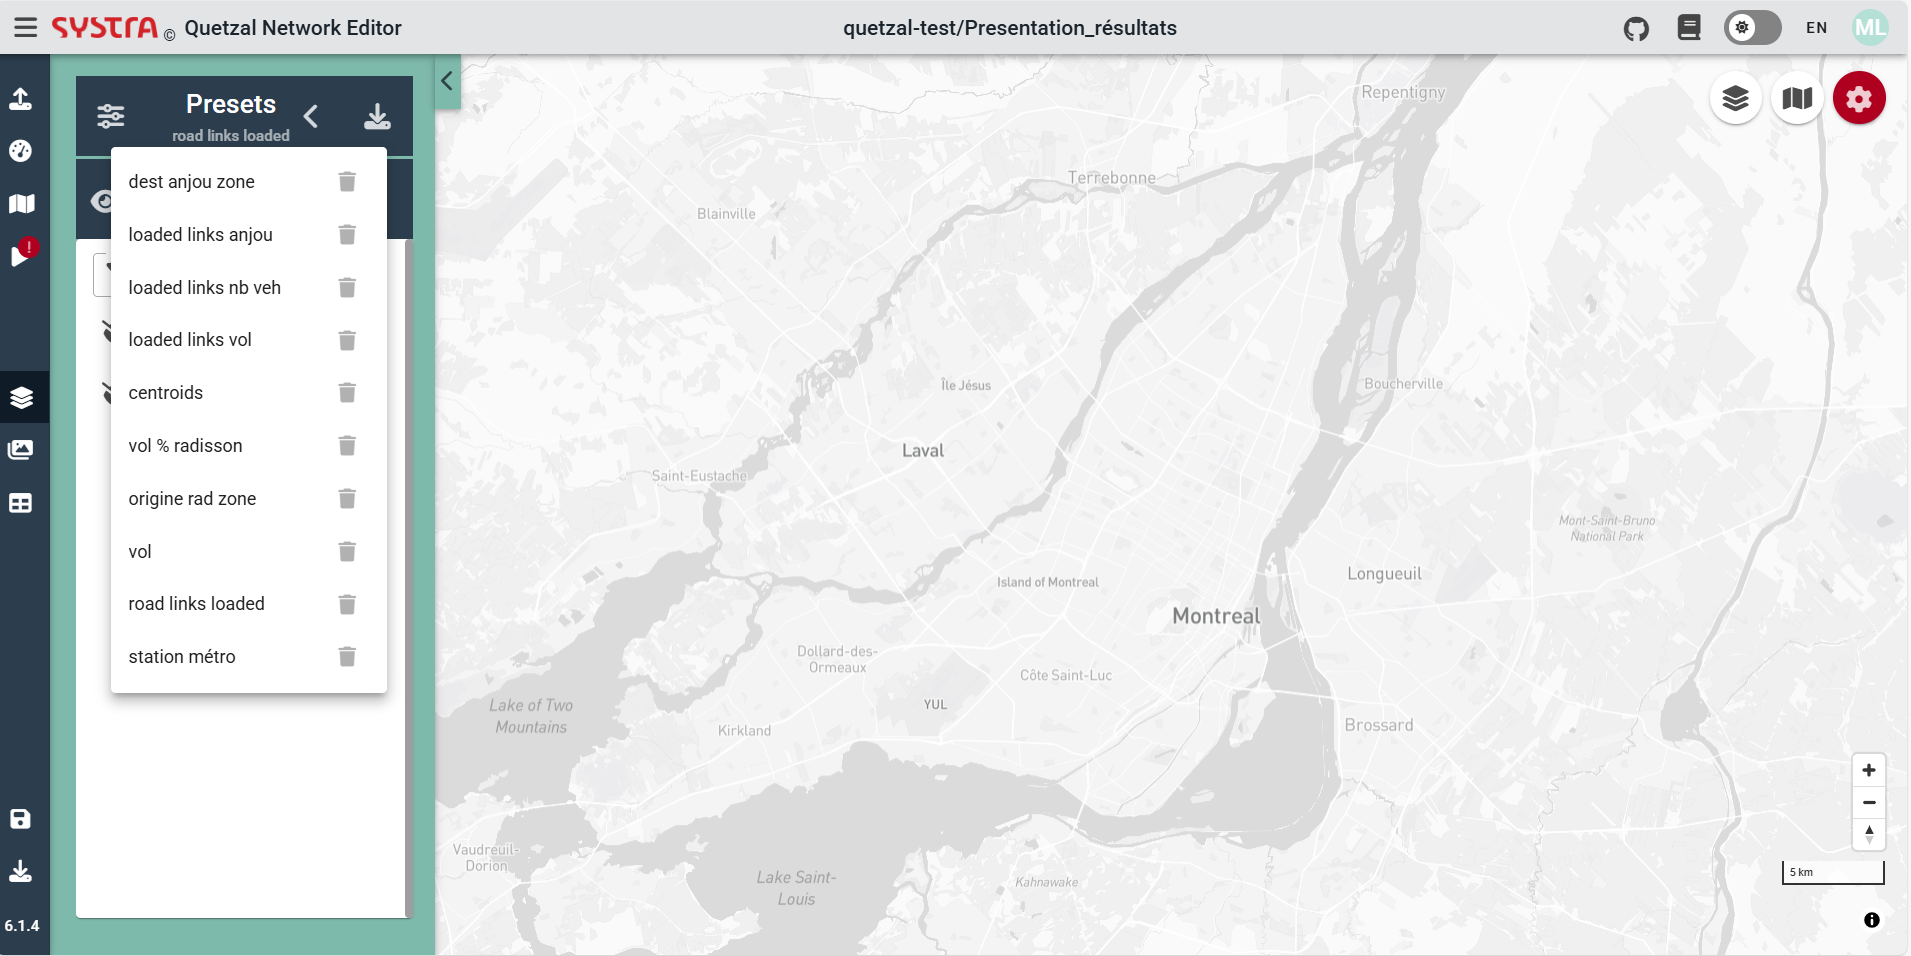 SYSTRA © Quetzal Network Editor
quetzal-test/Presentation_résultats
EN
ML
Presets
road links loaded
dest anjou zone
loaded links anjou
loaded links nb veh
loaded links vol
centroids
vol % radisson
origine rad zone
vol
road links loaded
station métro
!
6.1.4
Repentigny
Terrebonne
Blainville
Île Jésus
Boucherville
Laval
Saint-Eustache
Mont-Saint-Bruno
National Park
Island of Montreal
Longueuil
Montreal
Dollard-des-
Ormeaux
Côte Saint-Luc
YUL
Lake of Two
Mountains
Kirkland
Brossard
Vaudreuil-
Dorion
Lake Saint-
Louis
Kahnawake
5 km